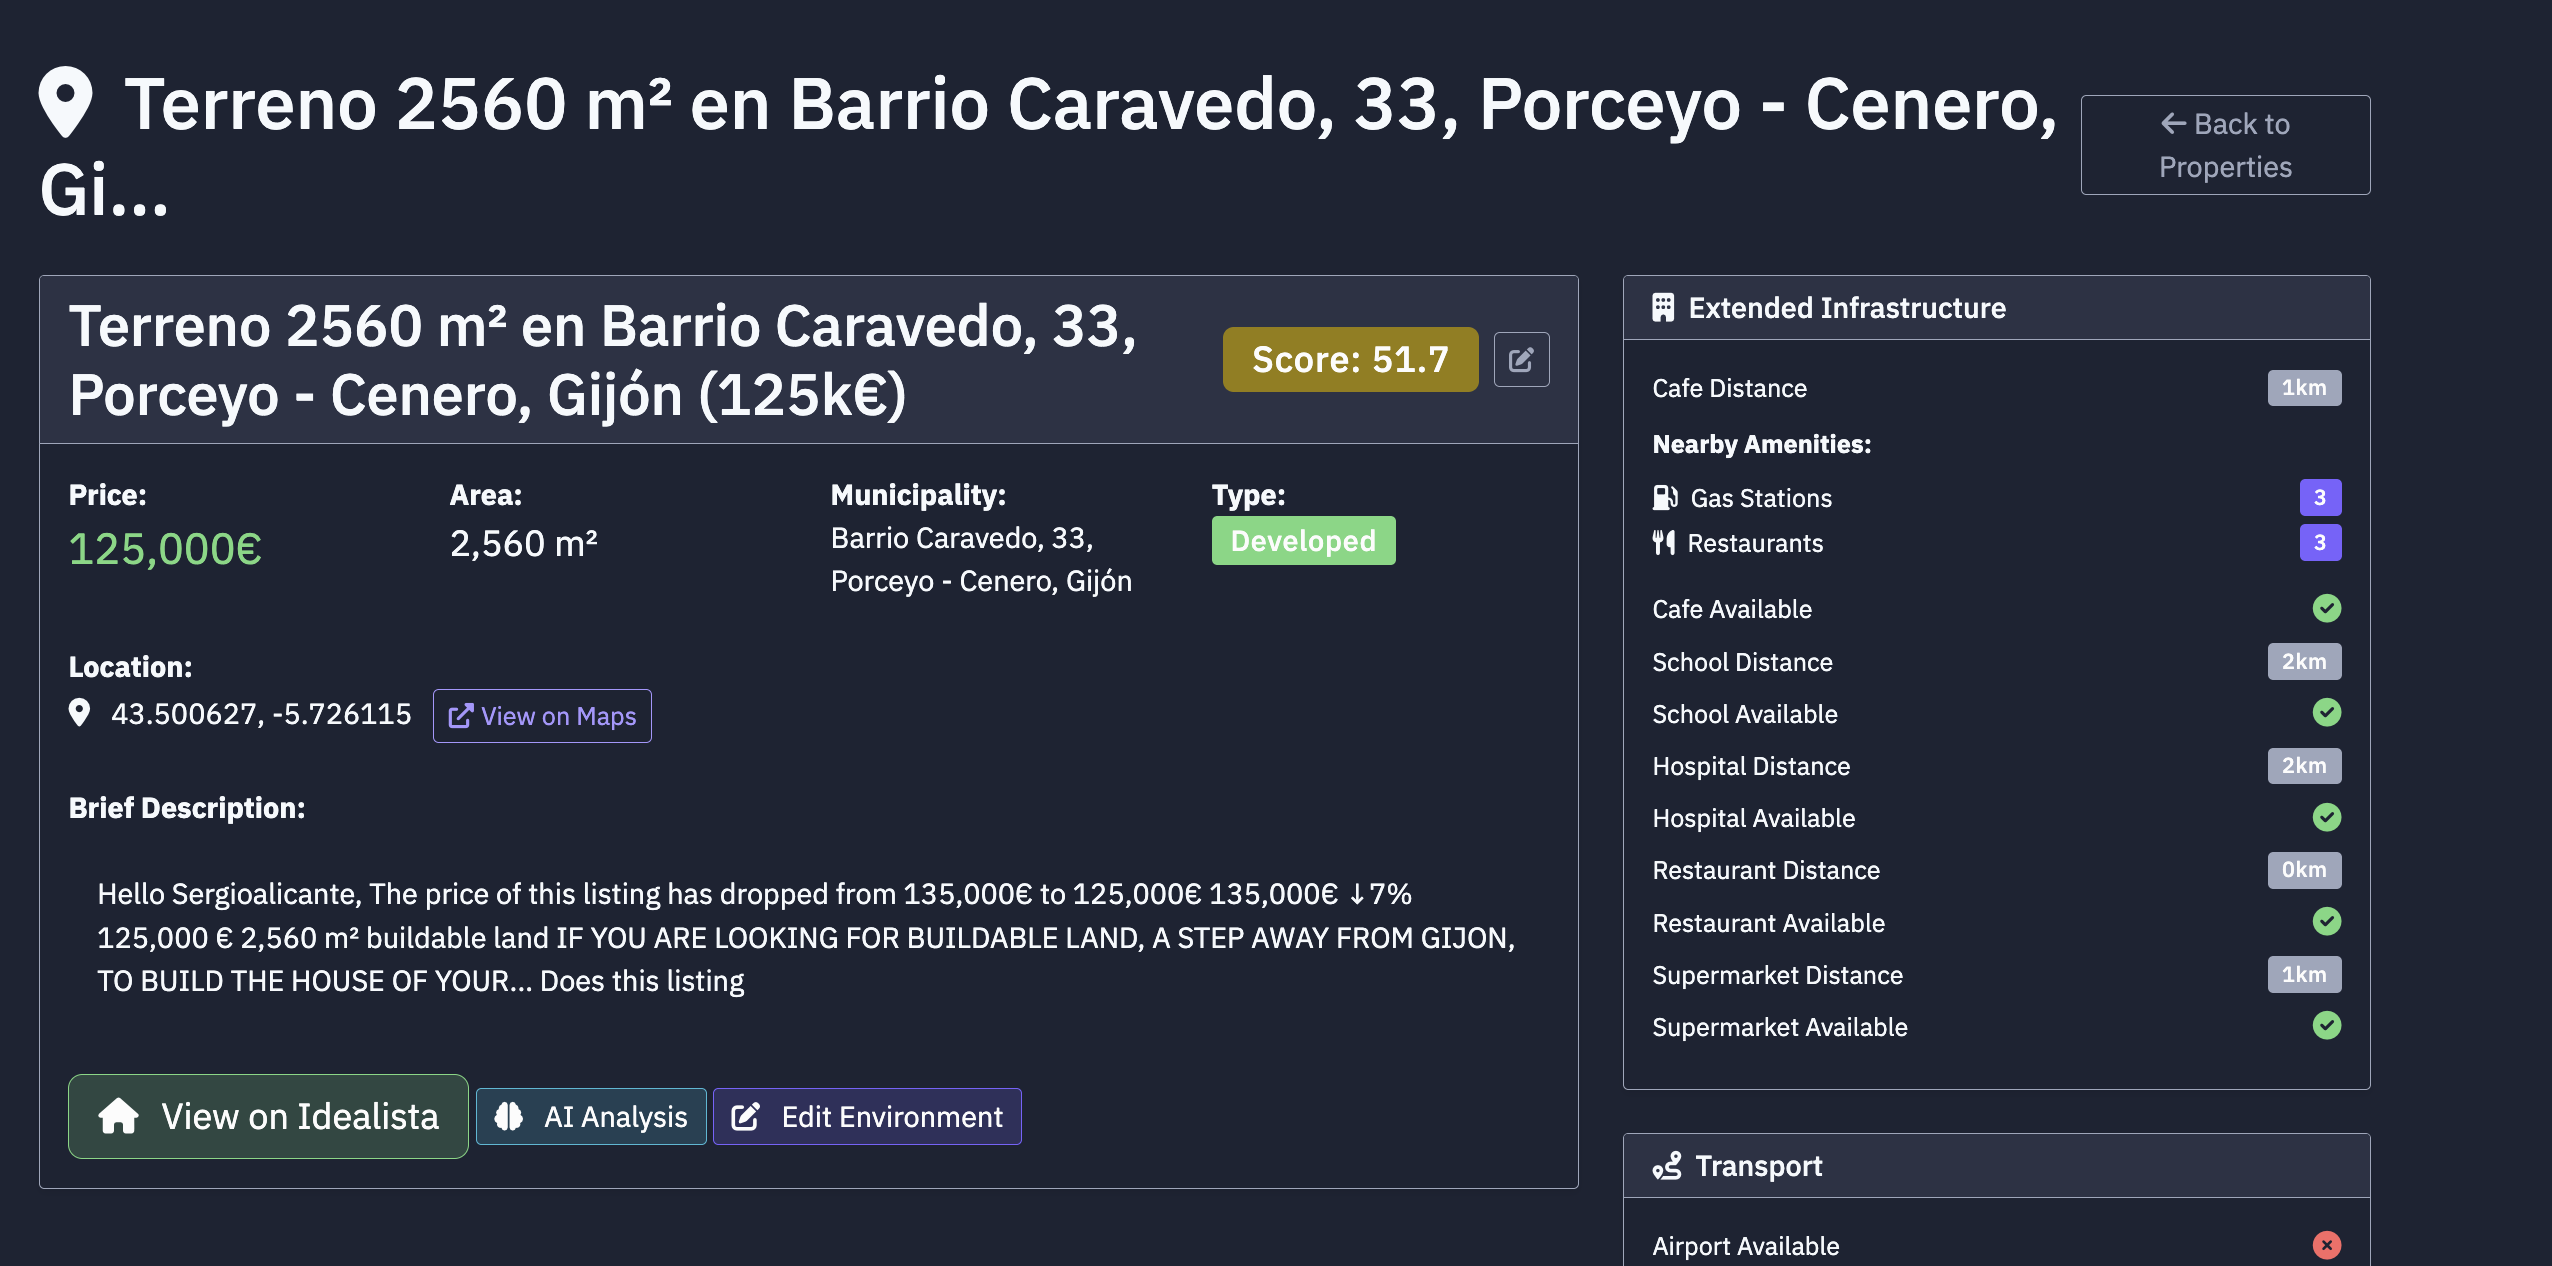 Terreno 2560 m² en Barrio Caravedo, 33, Porceyo - Cenero,
Gi...
← Back to
Properties
Terreno 2560 m² en Barrio Caravedo, 33,
Porceyo - Cenero, Gijón (125k€)
Score: 51.7
Price:
125,000€
Area:
2,560 m²
Municipality:
Barrio Caravedo, 33,
Porceyo - Cenero, Gijón
Type:
Developed
Location:
43.500627, -5.726115
View on Maps
Brief Description:
Hello Sergioalicante, The price of this listing has dropped from 135,000€ to 125,000€ 135,000€ ↓7%
125,000 € 2,560 m² buildable land IF YOU ARE LOOKING FOR BUILDABLE LAND, A STEP AWAY FROM GIJON,
TO BUILD THE HOUSE OF YOUR... Does this listing
View on Idealista
AI Analysis
Edit Environment
Extended Infrastructure
Cafe Distance 1km
Nearby Amenities:
Gas Stations 3
Restaurants 3
Cafe Available
School Distance 2km
School Available
Hospital Distance 2km
Hospital Available
Restaurant Distance 0km
Restaurant Available
Supermarket Distance 1km
Supermarket Available
Transport
Airport Available